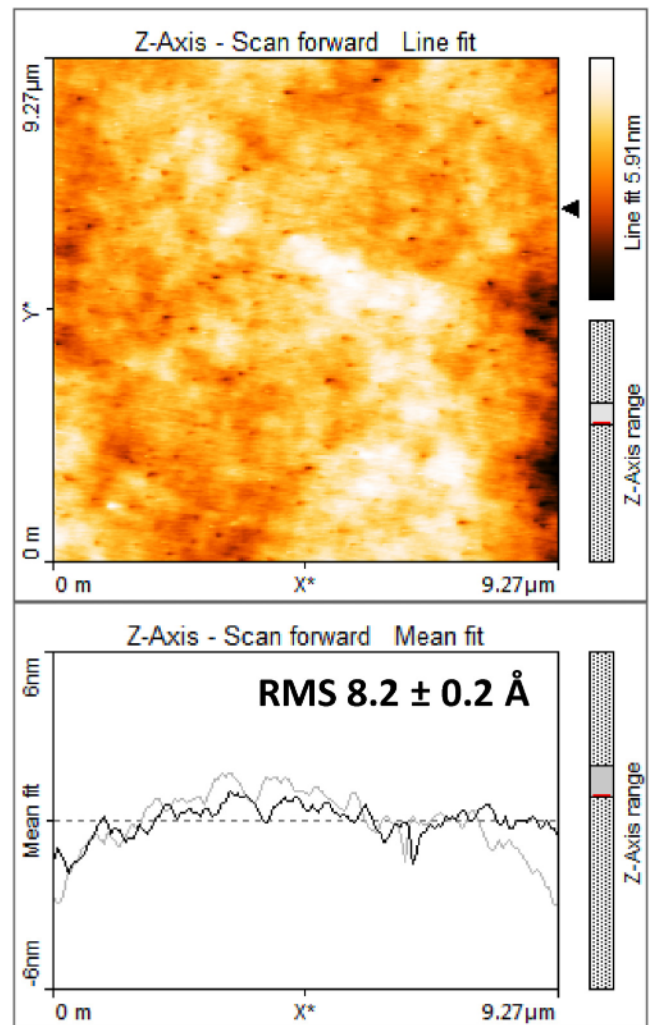 Z-Axis - Scan forward Line fit
9.27µm
Y*
0 m
0 m
X*
9.27µm
Line fit 5.91nm
Z-Axis range
Z-Axis - Scan forward Mean fit
RMS 8.2 ± 0.2 Å
6nm
Mean fit
-6nm
0 m
X*
9.27µm
Z-Axis range